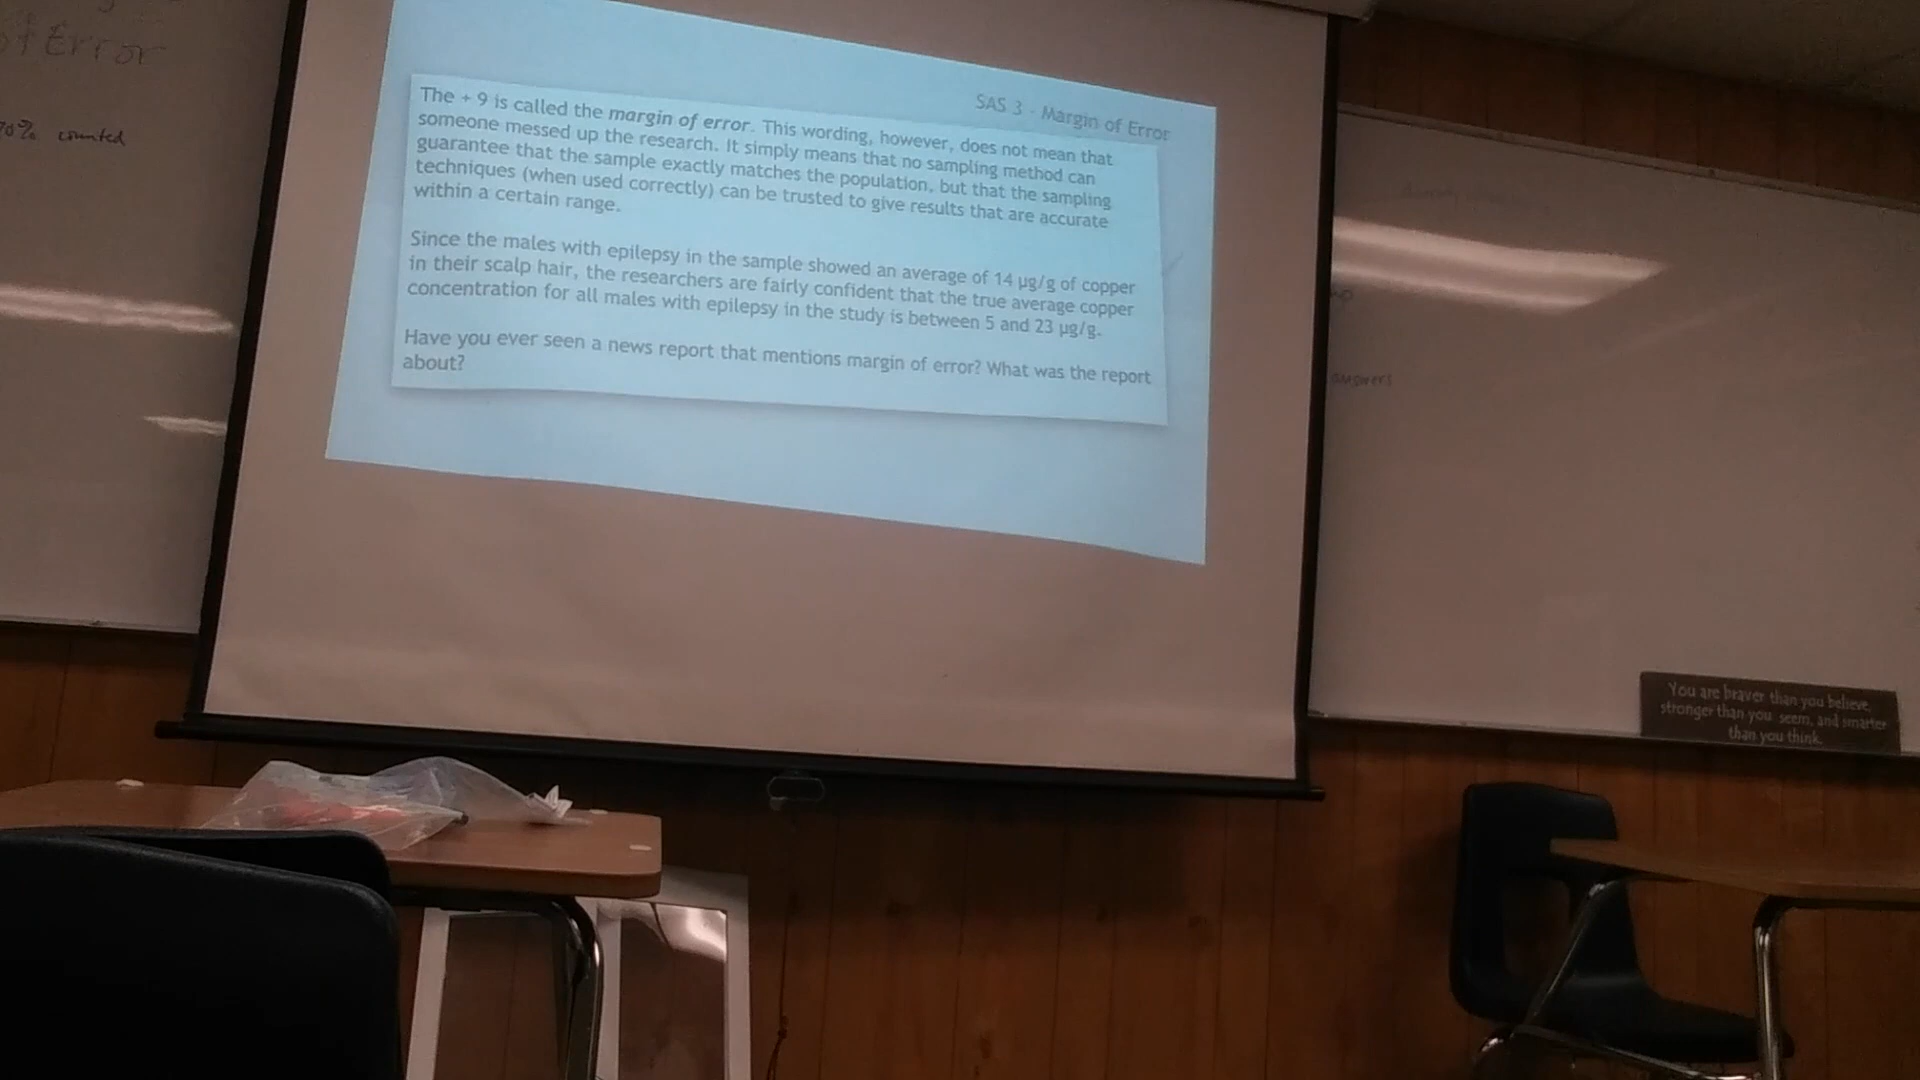 of Error
70% counted
SAS 3 - Margin of Error
The + 9 is called the margin of error. This wording, however, does not mean that
someone messed up the research. It simply means that no sampling method can
guarantee that the sample exactly matches the population, but that the sampling
techniques (when used correctly) can be trusted to give results that are accurate
within a certain range.
Since the males with epilepsy in the sample showed an average of 14 µg/g of copper
in their scalp hair, the researchers are fairly confident that the true average copper
concentration for all males with epilepsy in the study is between 5 and 23 µg/g.
Have you ever seen a news report that mentions margin of error? What was the report
about?
answers
You are braver than you believe,
stronger than you seem, and smarter
than you think.